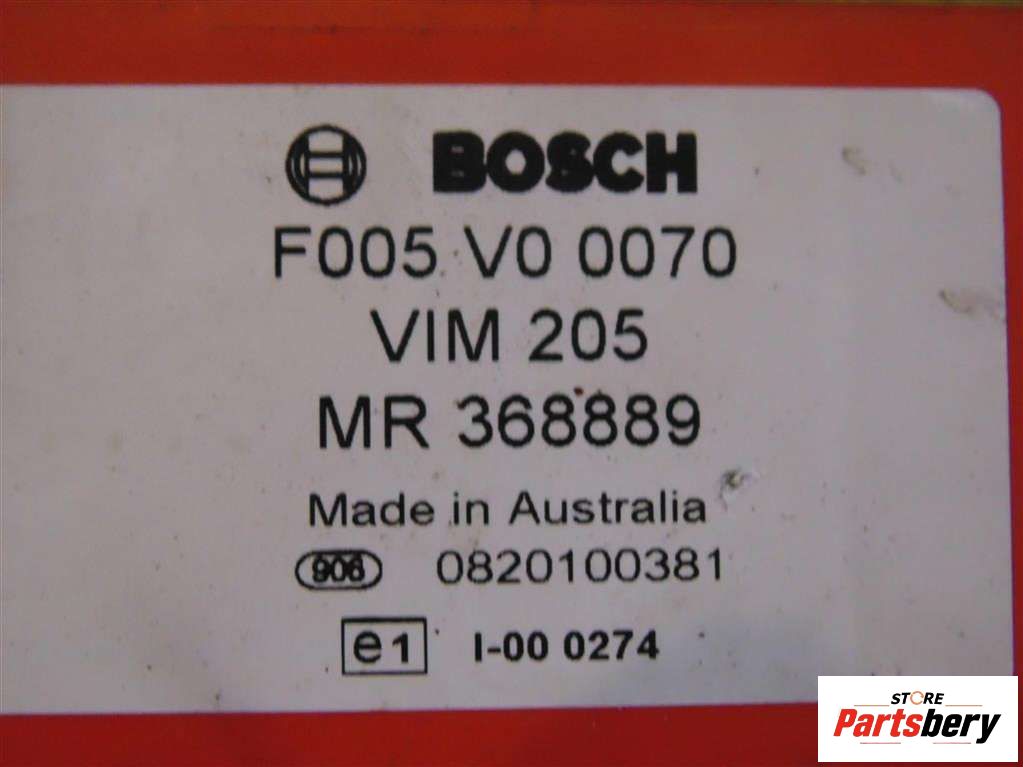 BOSCH
F005 V0 0070
VIM 205
MR 368889
Made in Australia
906 0820100381
e1 I-00 0274
STORE
Partsbery